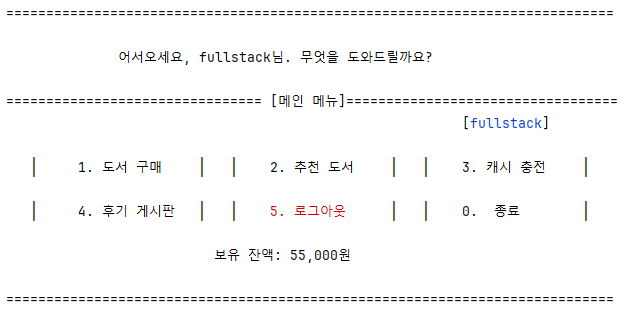 ============================================================================
어서오세요, fullstack님. 무엇을 도와드릴까요?
================================ [메인 메뉴]==================================
[fullstack]
| 1. 도서 구매 | | 2. 추천 도서 | | 3. 캐시 충전 |
| 4. 후기 게시판 | | 5. 로그아웃 | | 0. 종료 |
보유 잔액: 55,000원
============================================================================